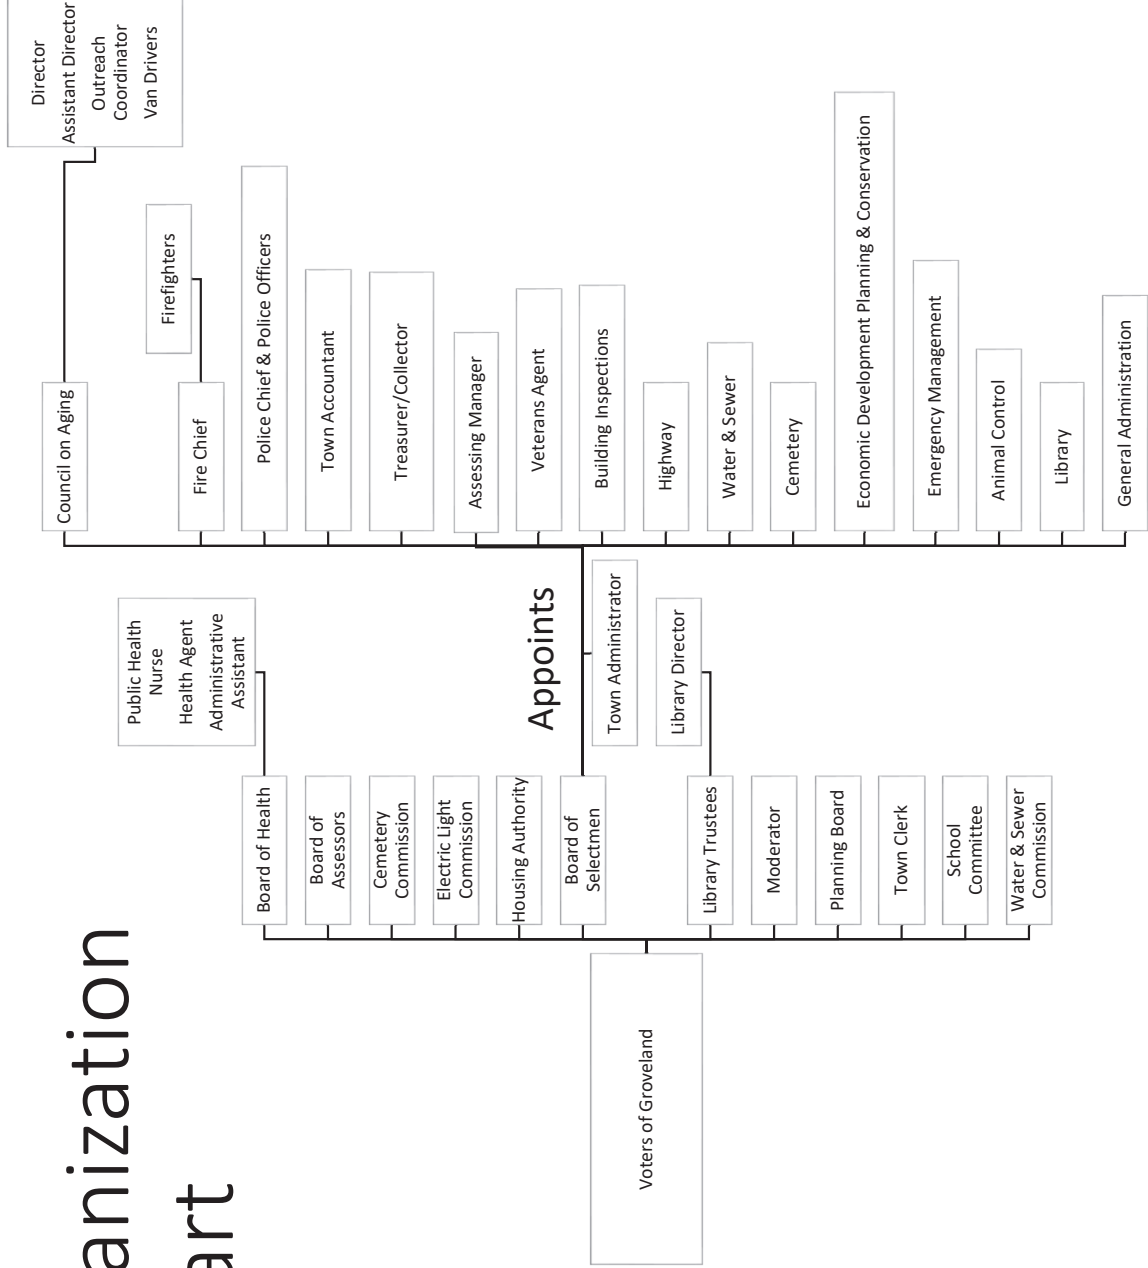 anization
art
Voters of Groveland
Board of Health
Public Health
Nurse
Health Agent
Administrative
Assistant
Board of
Assessors
Cemetery
Commission
Electric Light
Commission
Housing Authority
Board of
Selectmen
Appoints
Town Administrator
Library Trustees
Library Director
Moderator
Planning Board
Town Clerk
School
Committee
Water & Sewer
Commission
Council on Aging
Director
Assistant Director
Outreach
Coordinator
Van Drivers
Fire Chief
Firefighters
Police Chief & Police Officers
Town Accountant
Treasurer/Collector
Assessing Manager
Veterans Agent
Building Inspections
Highway
Water & Sewer
Cemetery
Economic Development Planning & Conservation
Emergency Management
Animal Control
Library
General Administration